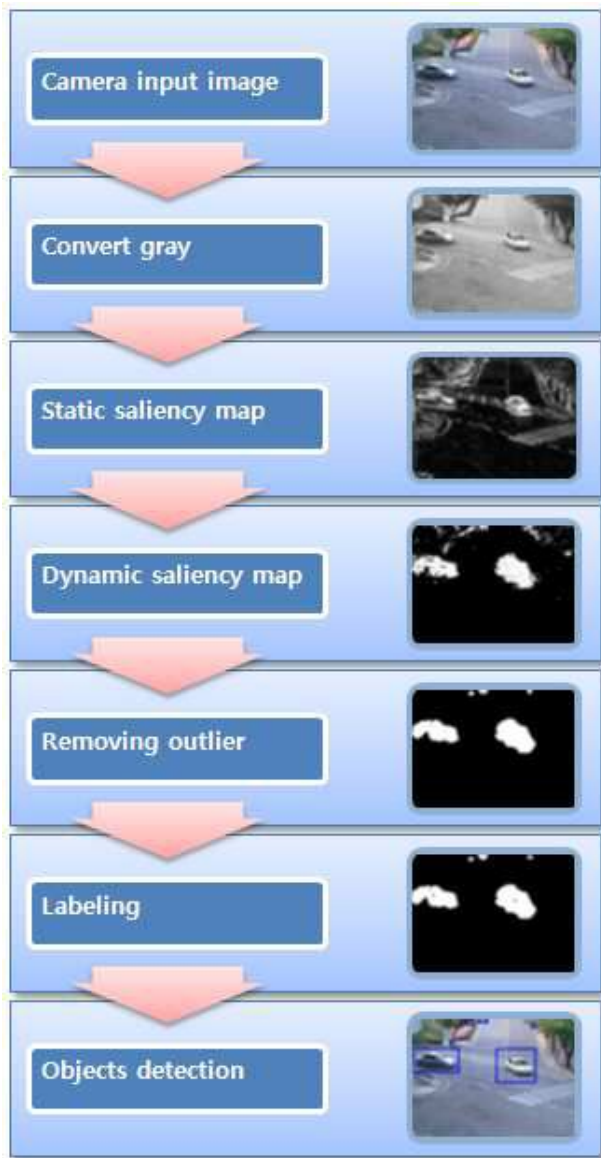 Camera input image
Convert gray
Static saliency map
Dynamic saliency map
Removing outlier
Labeling
Objects detection